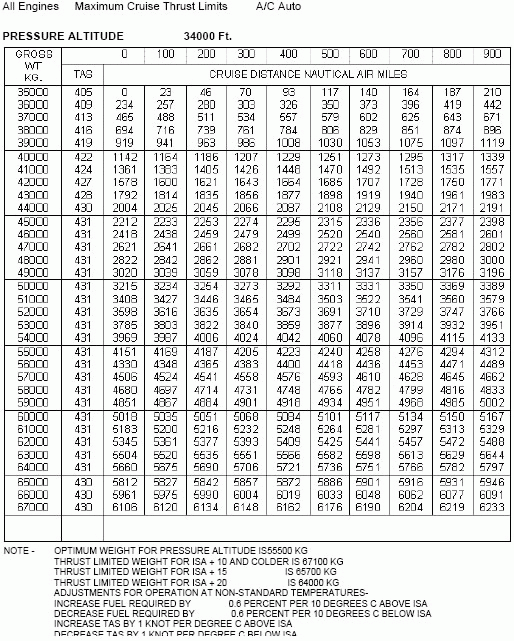 All Engines Maximum Cruise Thrust Limits A/C Auto
PRESSURE ALTITUDE 34000 Ft.
GROSS WT KG. TAS 0 100 200 300 400 500 600 700 800 900
CRUISE DISTANCE NAUTICAL AIR MILES
35000 405 0 23 46 70 93 117 140 164 187 210
36000 409 234 257 280 303 326 350 373 396 419 442
37000 413 465 488 511 534 557 579 602 625 648 671
38000 416 694 716 739 761 784 806 829 851 874 896
39000 419 919 941 963 986 1008 1030 1053 1075 1097 1119
40000 422 1142 1164 1186 1207 1229 1251 1273 1295 1317 1339
41000 424 1361 1383 1405 1426 1448 1470 1492 1513 1535 1557
42000 427 1578 1600 1621 1643 1664 1685 1707 1728 1750 1771
43000 428 1792 1814 1835 1856 1877 1898 1919 1940 1961 1983
44000 430 2004 2025 2045 2066 2087 2108 2129 2150 2171 2191
45000 431 2212 2233 2253 2274 2295 2315 2336 2356 2377 2398
46000 431 2418 2438 2459 2479 2499 2520 2540 2560 2581 2601
47000 431 2621 2641 2661 2682 2702 2722 2742 2762 2782 2802
48000 431 2822 2842 2862 2881 2901 2921 2941 2960 2980 3000
49000 431 3020 3039 3059 3078 3098 3118 3137 3157 3176 3196
50000 431 3215 3234 3254 3273 3292 3311 3331 3350 3369 3389
51000 431 3408 3427 3446 3465 3484 3503 3522 3541 3560 3579
52000 431 3598 3616 3635 3654 3673 3691 3710 3729 3747 3766
53000 431 3785 3803 3822 3840 3859 3877 3896 3914 3932 3951
54000 431 3969 3987 4006 4024 4042 4060 4078 4096 4115 4133
55000 431 4151 4169 4187 4205 4223 4240 4258 4276 4294 4312
56000 431 4330 4348 4365 4383 4400 4418 4436 4453 4471 4489
57000 431 4506 4524 4541 4558 4576 4593 4610 4628 4645 4662
58000 431 4680 4697 4714 4731 4748 4765 4782 4799 4816 4833
59000 431 4851 4867 4884 4901 4918 4934 4951 4968 4985 5002
60000 431 5018 5035 5051 5068 5084 5101 5117 5134 5150 5167
61000 431 5183 5200 5216 5232 5248 5264 5281 5297 5313 5329
62000 431 5345 5361 5377 5393 5409 5425 5441 5457 5472 5488
63000 431 5504 5520 5535 5551 5566 5582 5598 5613 5629 5644
64000 431 5660 5675 5690 5706 5721 5736 5751 5766 5782 5797
65000 430 5812 5827 5842 5857 5872 5886 5901 5916 5931 5946
66000 430 5961 5975 5990 6004 6019 6033 6048 6062 6077 6091
67000 430 6106 6120 6134 6148 6162 6176 6190 6204 6219 6233
NOTE - OPTIMUM WEIGHT FOR PRESSURE ALTITUDE IS55500 KG
THRUST LIMITED WEIGHT FOR ISA + 10 AND COLDER IS 67100 KG
THRUST LIMITED WEIGHT FOR ISA + 15 IS 65700 KG
THRUST LIMITED WEIGHT FOR ISA + 20 IS 64000 KG
ADJUSTMENTS FOR OPERATION AT NON-STANDARD TEMPERATURES-
INCREASE FUEL REQUIRED BY 0.6 PERCENT PER 10 DEGREES C ABOVE ISA
DECREASE FUEL REQUIRED BY 0.6 PERCENT PER 10 DEGREES C BELOW ISA
INCREASE TAS BY 1 KNOT PER DEGREE C ABOVE ISA
DECREASE TAS BY 1 KNOT PER DEGREE C BELOW ISA